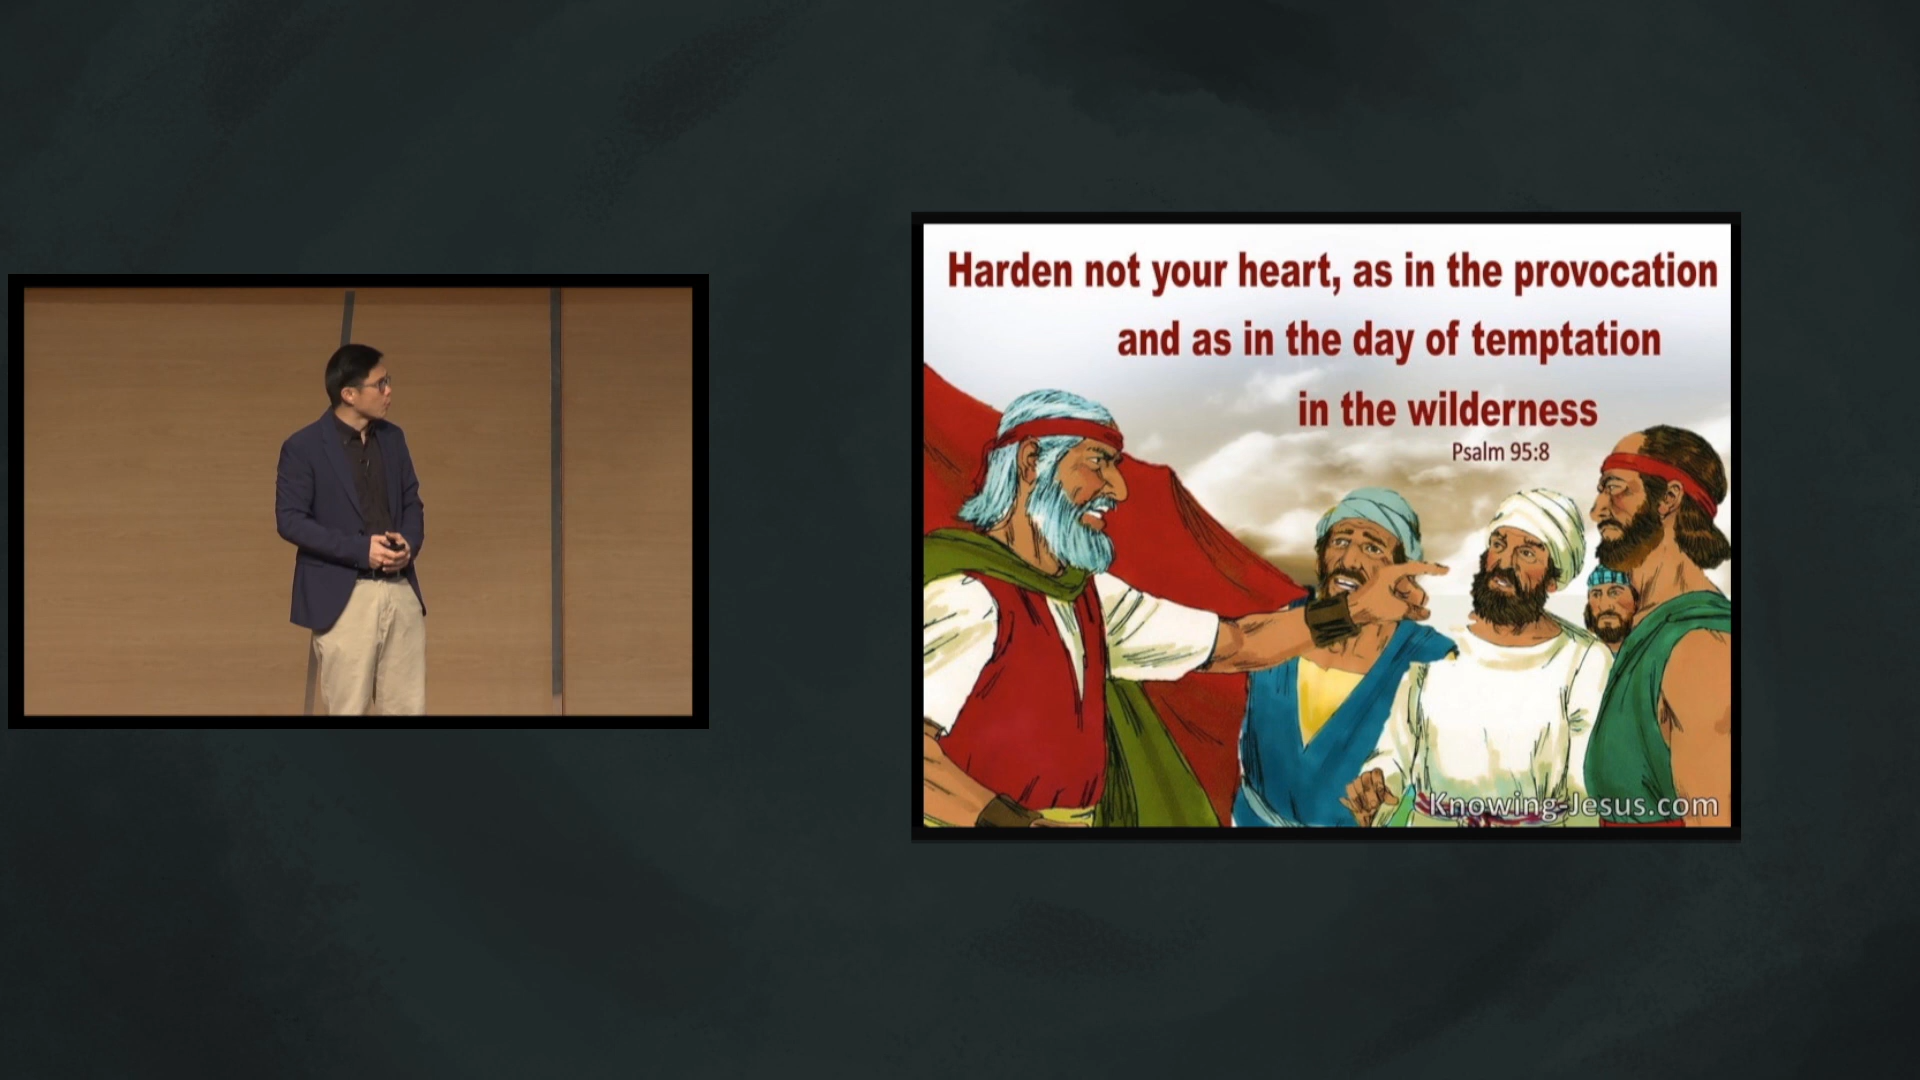 Harden not your heart, as in the provocation
and as in the day of temptation
in the wilderness
Psalm 95:8
Knowing-Jesus.com